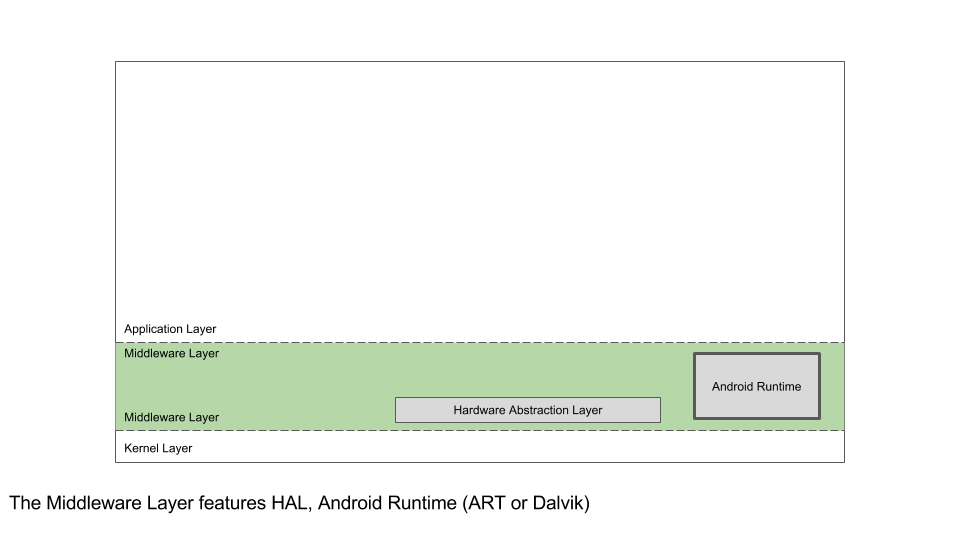 Application Layer
Middleware Layer
Android Runtime
Hardware Abstraction Layer
Middleware Layer
Kernel Layer
The Middleware Layer features HAL, Android Runtime (ART or Dalvik)